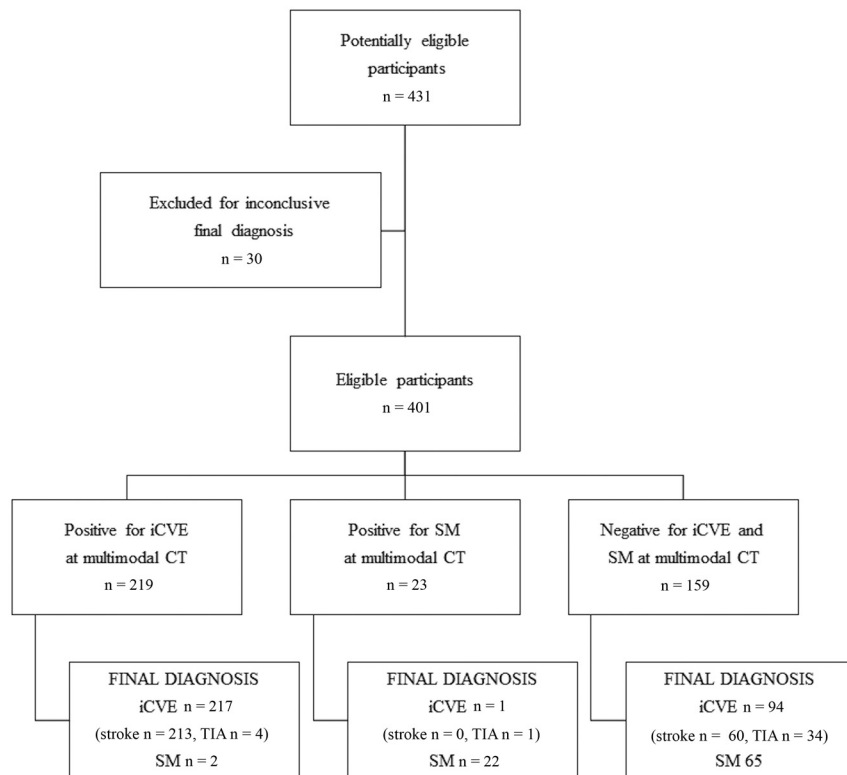 Potentially eligible
participants
n = 431
Excluded for inconclusive
final diagnosis
n = 30
Eligible participants
n = 401
Positive for iCVE
at multimodal CT
n = 219
Positive for SM
at multimodal CT
n = 23
Negative for iCVE and
SM at multimodal CT
n = 159
FINAL DIAGNOSIS
iCVE n = 217
(stroke n = 213, TIA n = 4)
SM n = 2
FINAL DIAGNOSIS
iCVE n = 1
(stroke n = 0, TIA n = 1)
SM n = 22
FINAL DIAGNOSIS
iCVE n = 94
(stroke n = 60, TIA n = 34)
SM 65